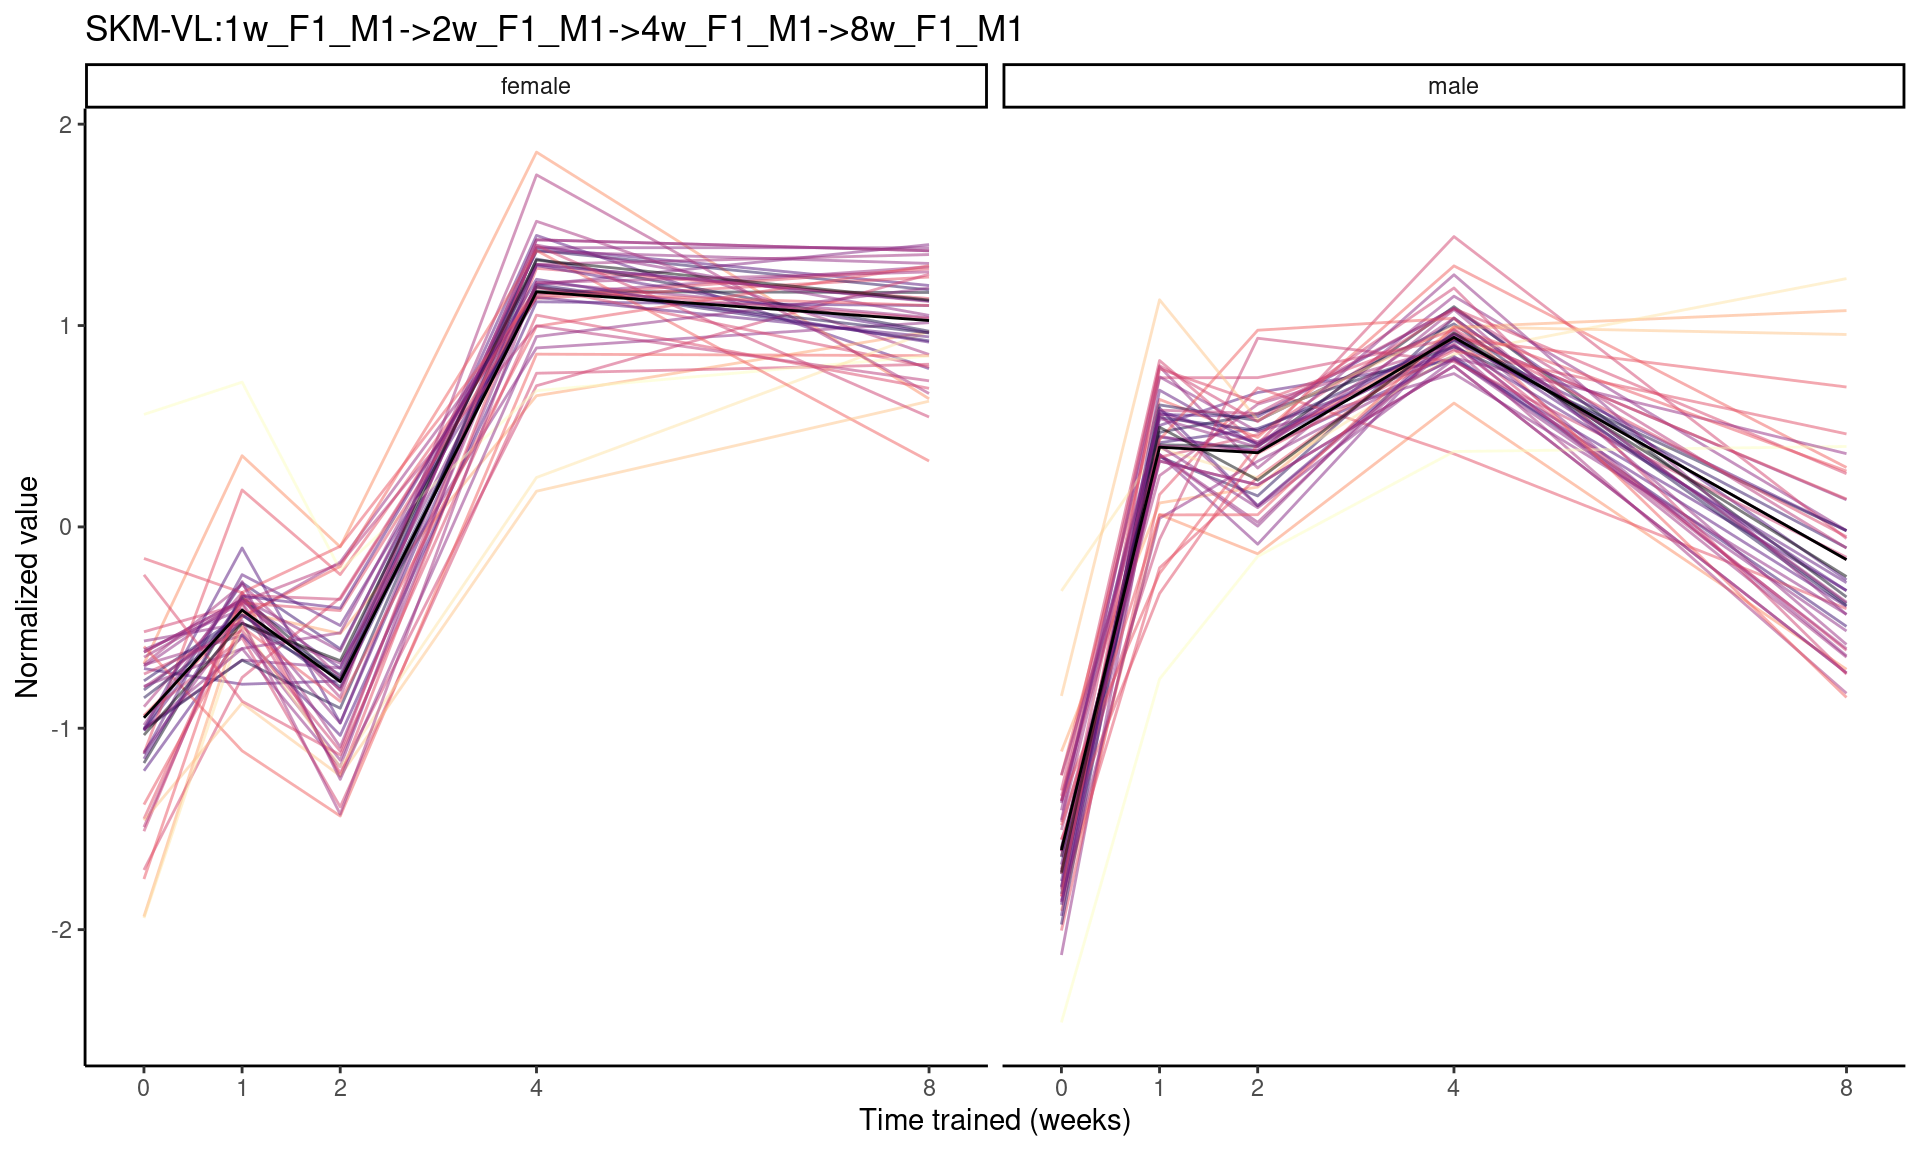 SKM-VL:1w_F1_M1->2w_F1_M1->4w_F1_M1->8w_F1_M1
female
male
Normalized value
2
1
0
-1
-2
0 1 2 4 8
0 1 2 4 8
Time trained (weeks)